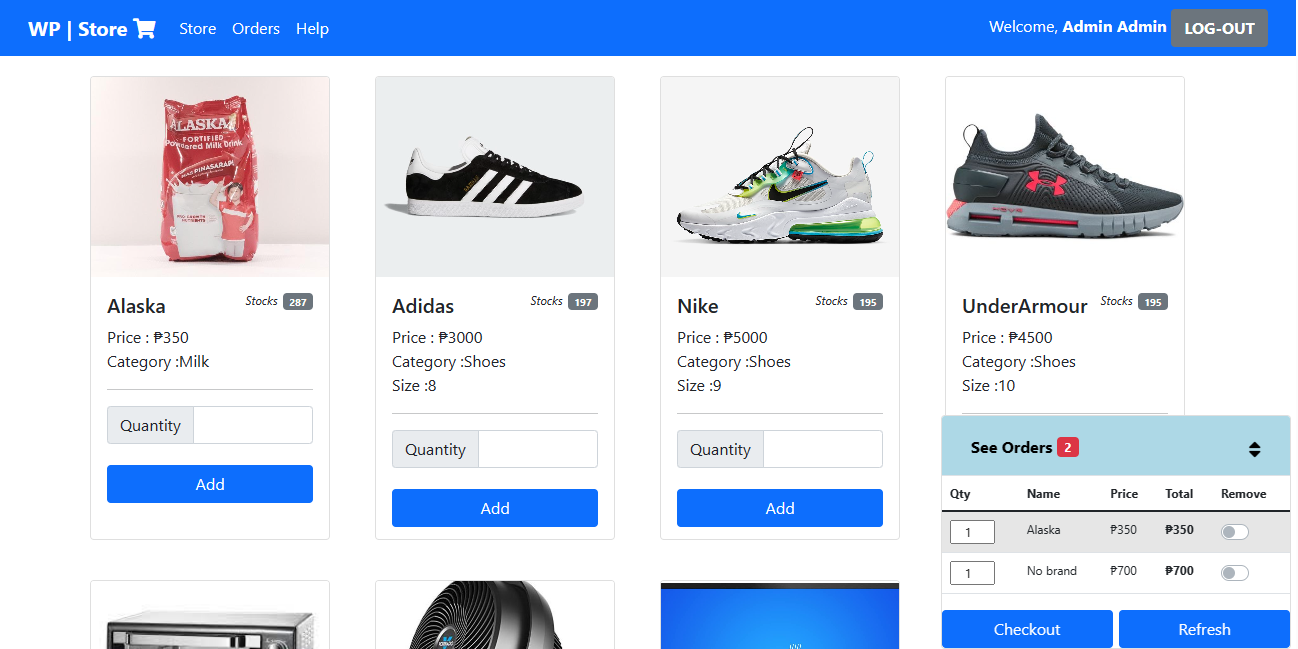 WP | Store
Store Orders Help
Welcome, Admin Admin
LOG-OUT
ALASKA
FORTIFIED
Powdered Milk Drink
Alaska
Stocks 287
Price : ₱350
Category :Milk
Quantity
Add
Adidas
Stocks 197
Price : ₱3000
Category :Shoes
Size :8
Quantity
Add
Nike
Stocks 195
Price : ₱5000
Category :Shoes
Size :9
Quantity
Add
UnderArmour
Stocks 195
Price : ₱4500
Category :Shoes
Size :10
See Orders 2
Qty Name Price Total Remove
1 Alaska ₱350 ₱350
1 No brand ₱700 ₱700
Checkout Refresh